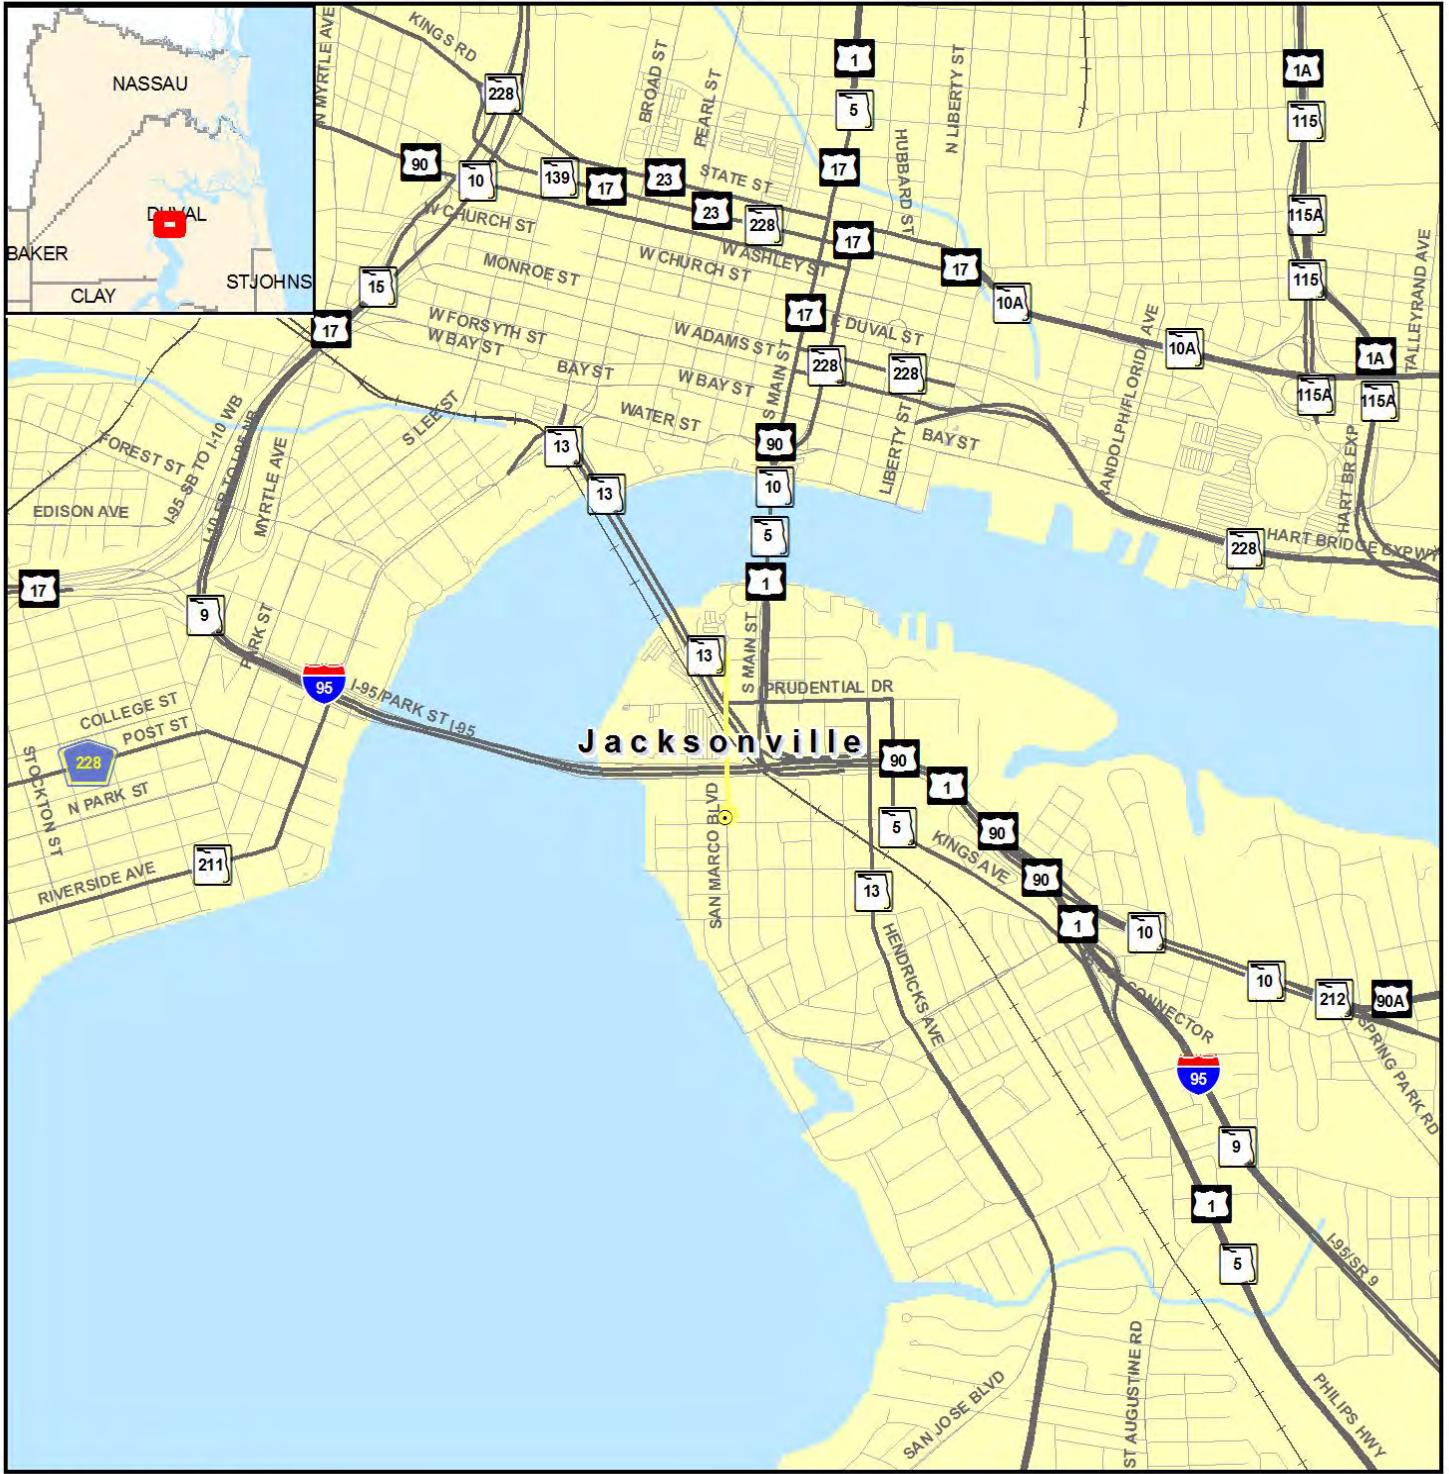 NASSAU
DUVAL
BAKER
CLAY
STJOHNS
N MYRTLE AVE
KINGS RD
228
BROAD ST
PEARL ST
1
5
HUBBARD ST
N LIBERTY ST
1A
115
90
10
139
17
23
STATE ST
17
23
228
W CHURCH ST
W CHURCH ST
W ASHLEY ST
17
17
115A
115
TALLEYRAND AVE
MONROE ST
15
17
W FORSYTH ST
W BAY ST
W ADAMS ST
17
E DUVAL ST
10A
10A
RANDOLPH/FLORIDA AVE
1A
115A
115A
BAY ST
W BAY ST
S MAIN ST
228
228
S LEE ST
WATER ST
LIBERTY ST
BAY ST
FOREST ST
I-95 SB TO I-10 WB
I-10 EB TO I-95 NB
MYRTLE AVE
EDISON AVE
13
13
90
10
5
1
HART BR EXP
228
HART BRIDGE EXPWY
17
9
PARK ST
95
I-95/PARK ST
I-95
13
S MAIN ST
PRUDENTIAL DR
COLLEGE ST
POST ST
228
N PARK ST
STOCKTON ST
RIVERSIDE AVE
211
Jacksonville
90
1
90
90
5
KINGS AVE
SAN MARCO BLVD
13
HENDRICKS AVE
1
10
10
212
90A
CONNECTOR
SPRING PARK RD
95
9
1
5
I-95/SR 9
SAN JOSE BLVD
ST AUGUSTINE RD
PHILIPS HWY